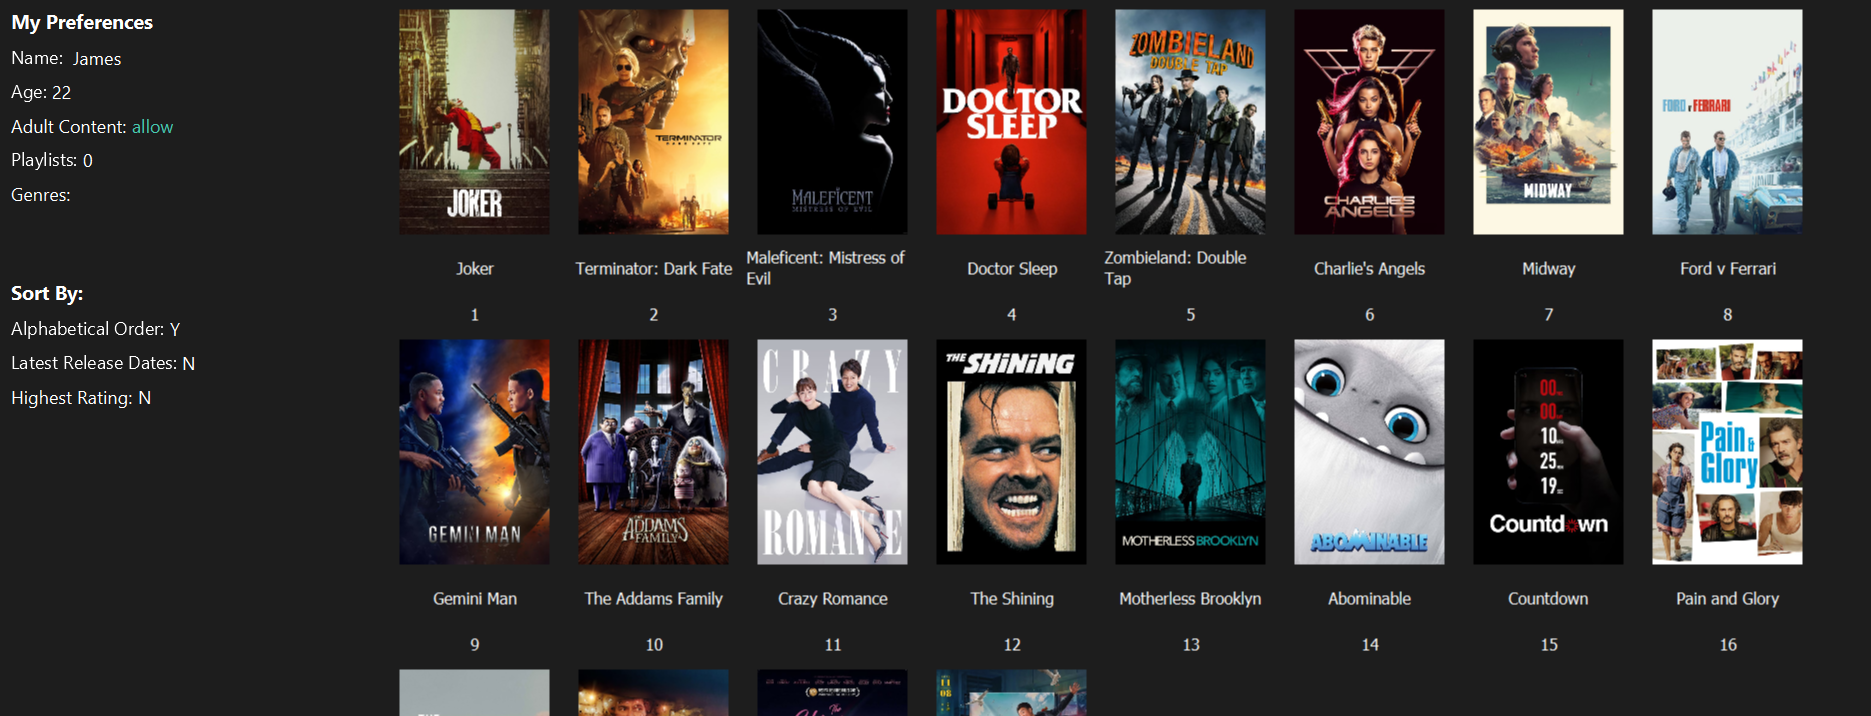 My Preferences
Name: James
Age: 22
Adult Content: allow
Playlists: 0
Genres:
Sort By:
Alphabetical Order: Y
Latest Release Dates: N
Highest Rating: N
JOKER
TERMINATOR
DARK FATE
MALEFICENT
MISTRESS OF EVIL
DOCTOR
SLEEP
ZOMBIELAND
DOUBLE TAP
CHARLIE'S
ANGELS
MIDWAY
FORD v FERRARI
Joker
Terminator: Dark Fate
Maleficent: Mistress of
Evil
Doctor Sleep
Zombieland: Double
Tap
Charlie's Angels
Midway
Ford v Ferrari
1
2
3
4
5
6
7
8
GEMINI MAN
THE
ADDAMS
FAMILY
CRAZY
ROMANCE
THE SHiNiNG
MOTHERLESS BROOKLYN
ABOMINABLE
00
00
10
25
19
Countdown
Pain &
Glory
Gemini Man
The Addams Family
Crazy Romance
The Shining
Motherless Brooklyn
Abominable
Countdown
Pain and Glory
9
10
11
12
13
14
15
16
The
11
08